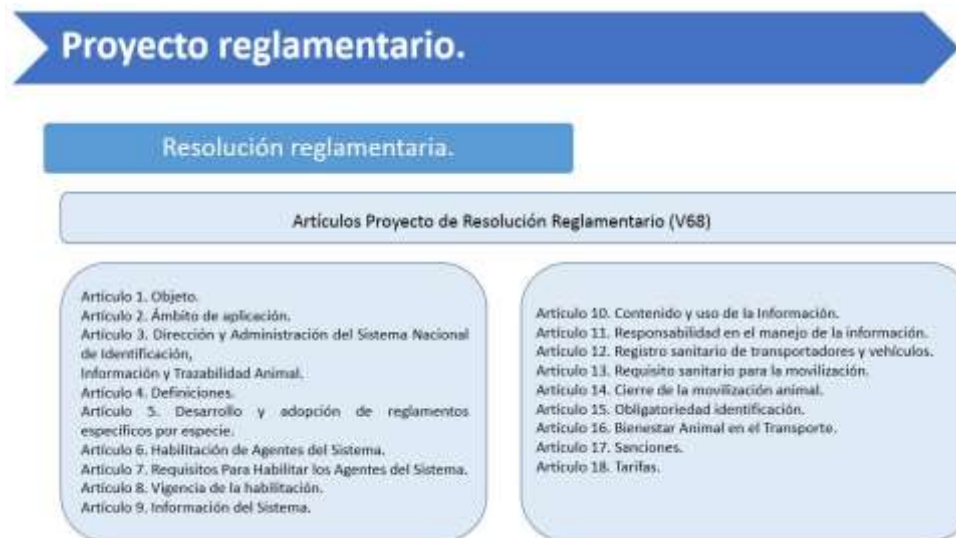 Proyecto reglamentario.
Resolución reglamentaria.
Artículos Proyecto de Resolución Reglamentario (V68)
Artículo 1. Objeto.
Artículo 2. Ámbito de aplicación.
Artículo 3. Dirección y Administración del Sistema Nacional
de Identificación,
Información y Trazabilidad Animal.
Artículo 4. Definiciones.
Artículo 5. Desarrollo y adopción de reglamentos
específicos por especie.
Artículo 6. Habilitación de Agentes del Sistema.
Artículo 7. Requisitos Para Habilitar los Agentes del Sistema.
Artículo 8. Vigencia de la habilitación.
Artículo 9. Información del Sistema.
Artículo 10. Contenido y uso de la Información.
Artículo 11. Responsabilidad en el manejo de la información.
Artículo 12. Registro sanitario de transportadores y vehículos.
Artículo 13. Requisito sanitario para la movilización.
Artículo 14. Cierre de la movilización animal.
Artículo 15. Obligatoriedad identificación.
Artículo 16. Bienestar Animal en el Transporte.
Artículo 17. Sanciones.
Artículo 18. Tarifas.